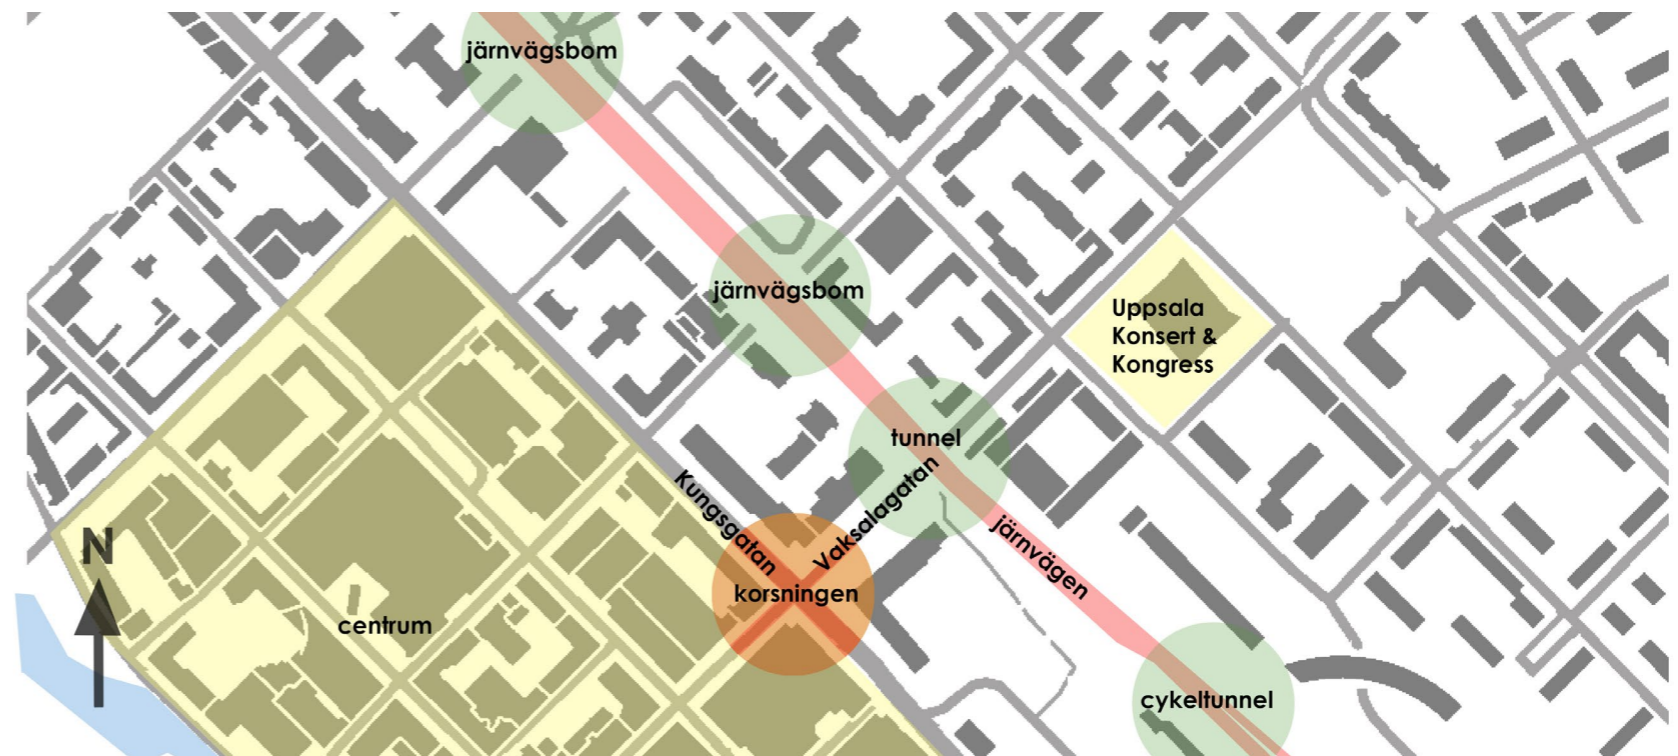 järnvägsbom
järnvägsbom
Uppsala
Konsert &
Kongress
tunnel
Kungsgatan
Vaksalagatan
järnvägen
korsningen
N
centrum
cykeltunnel